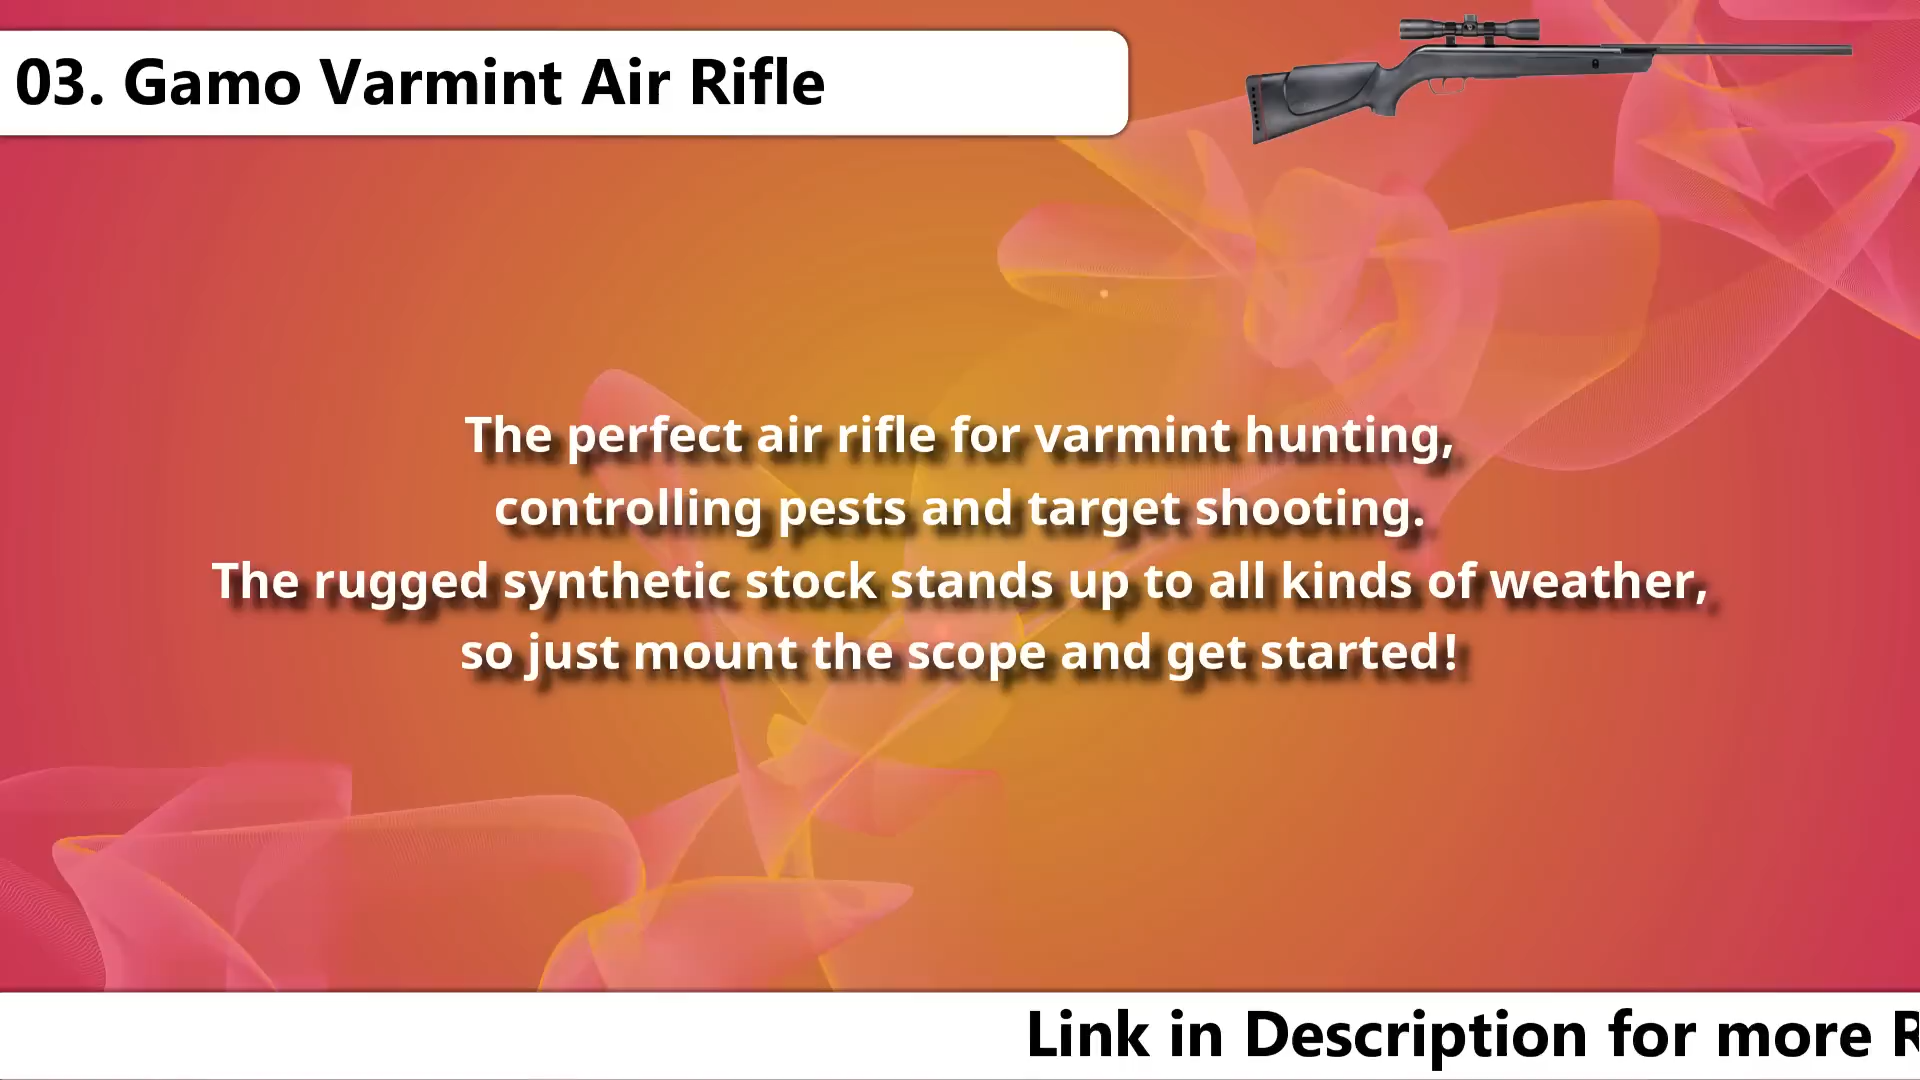 03. Gamo Varmint Air Rifle
The perfect air rifle for varmint hunting,
controlling pests and target shooting.
The rugged synthetic stock stands up to all kinds of weather,
so just mount the scope and get started!
Link in Description for more